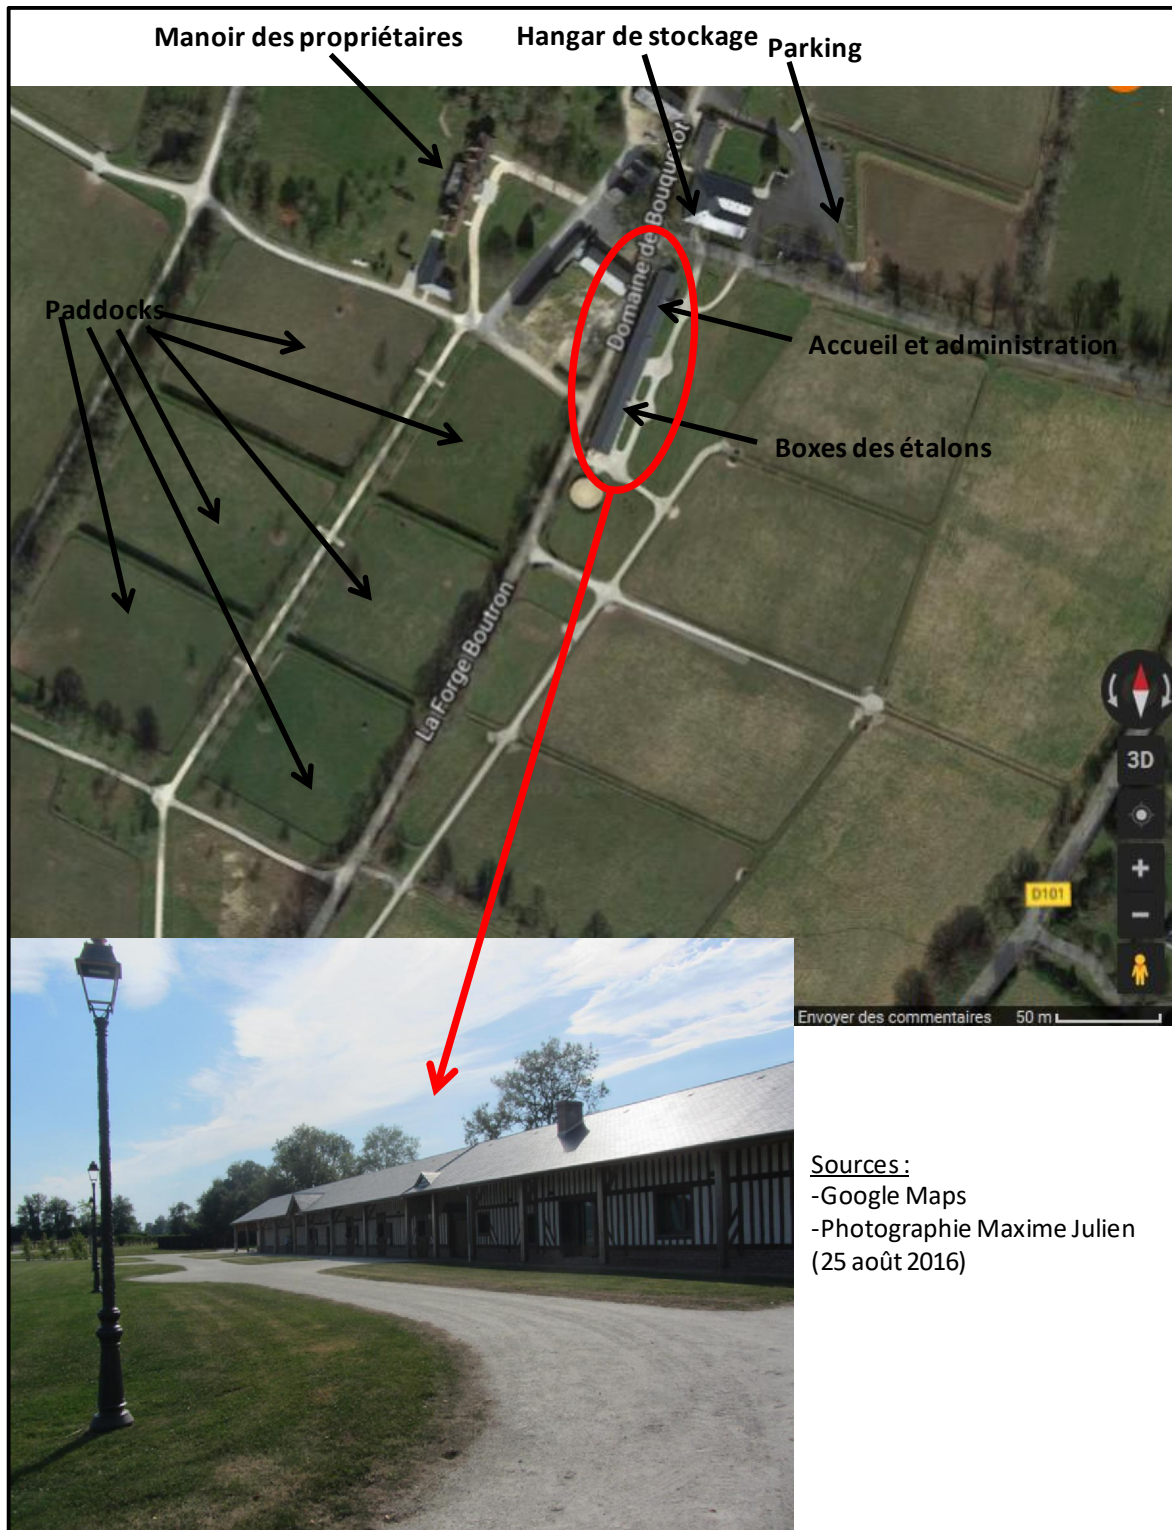 Manoir des propriétaires
Hangar de stockage
Parking
Domaine de Bouquetot
Paddocks
Accueil et administration
Boxes des étalons
La Forge Boutron
3D
+
D101
−
Envoyer des commentaires 50 m
Sources :
-Google Maps
-Photographie Maxime Julien
(25 août 2016)